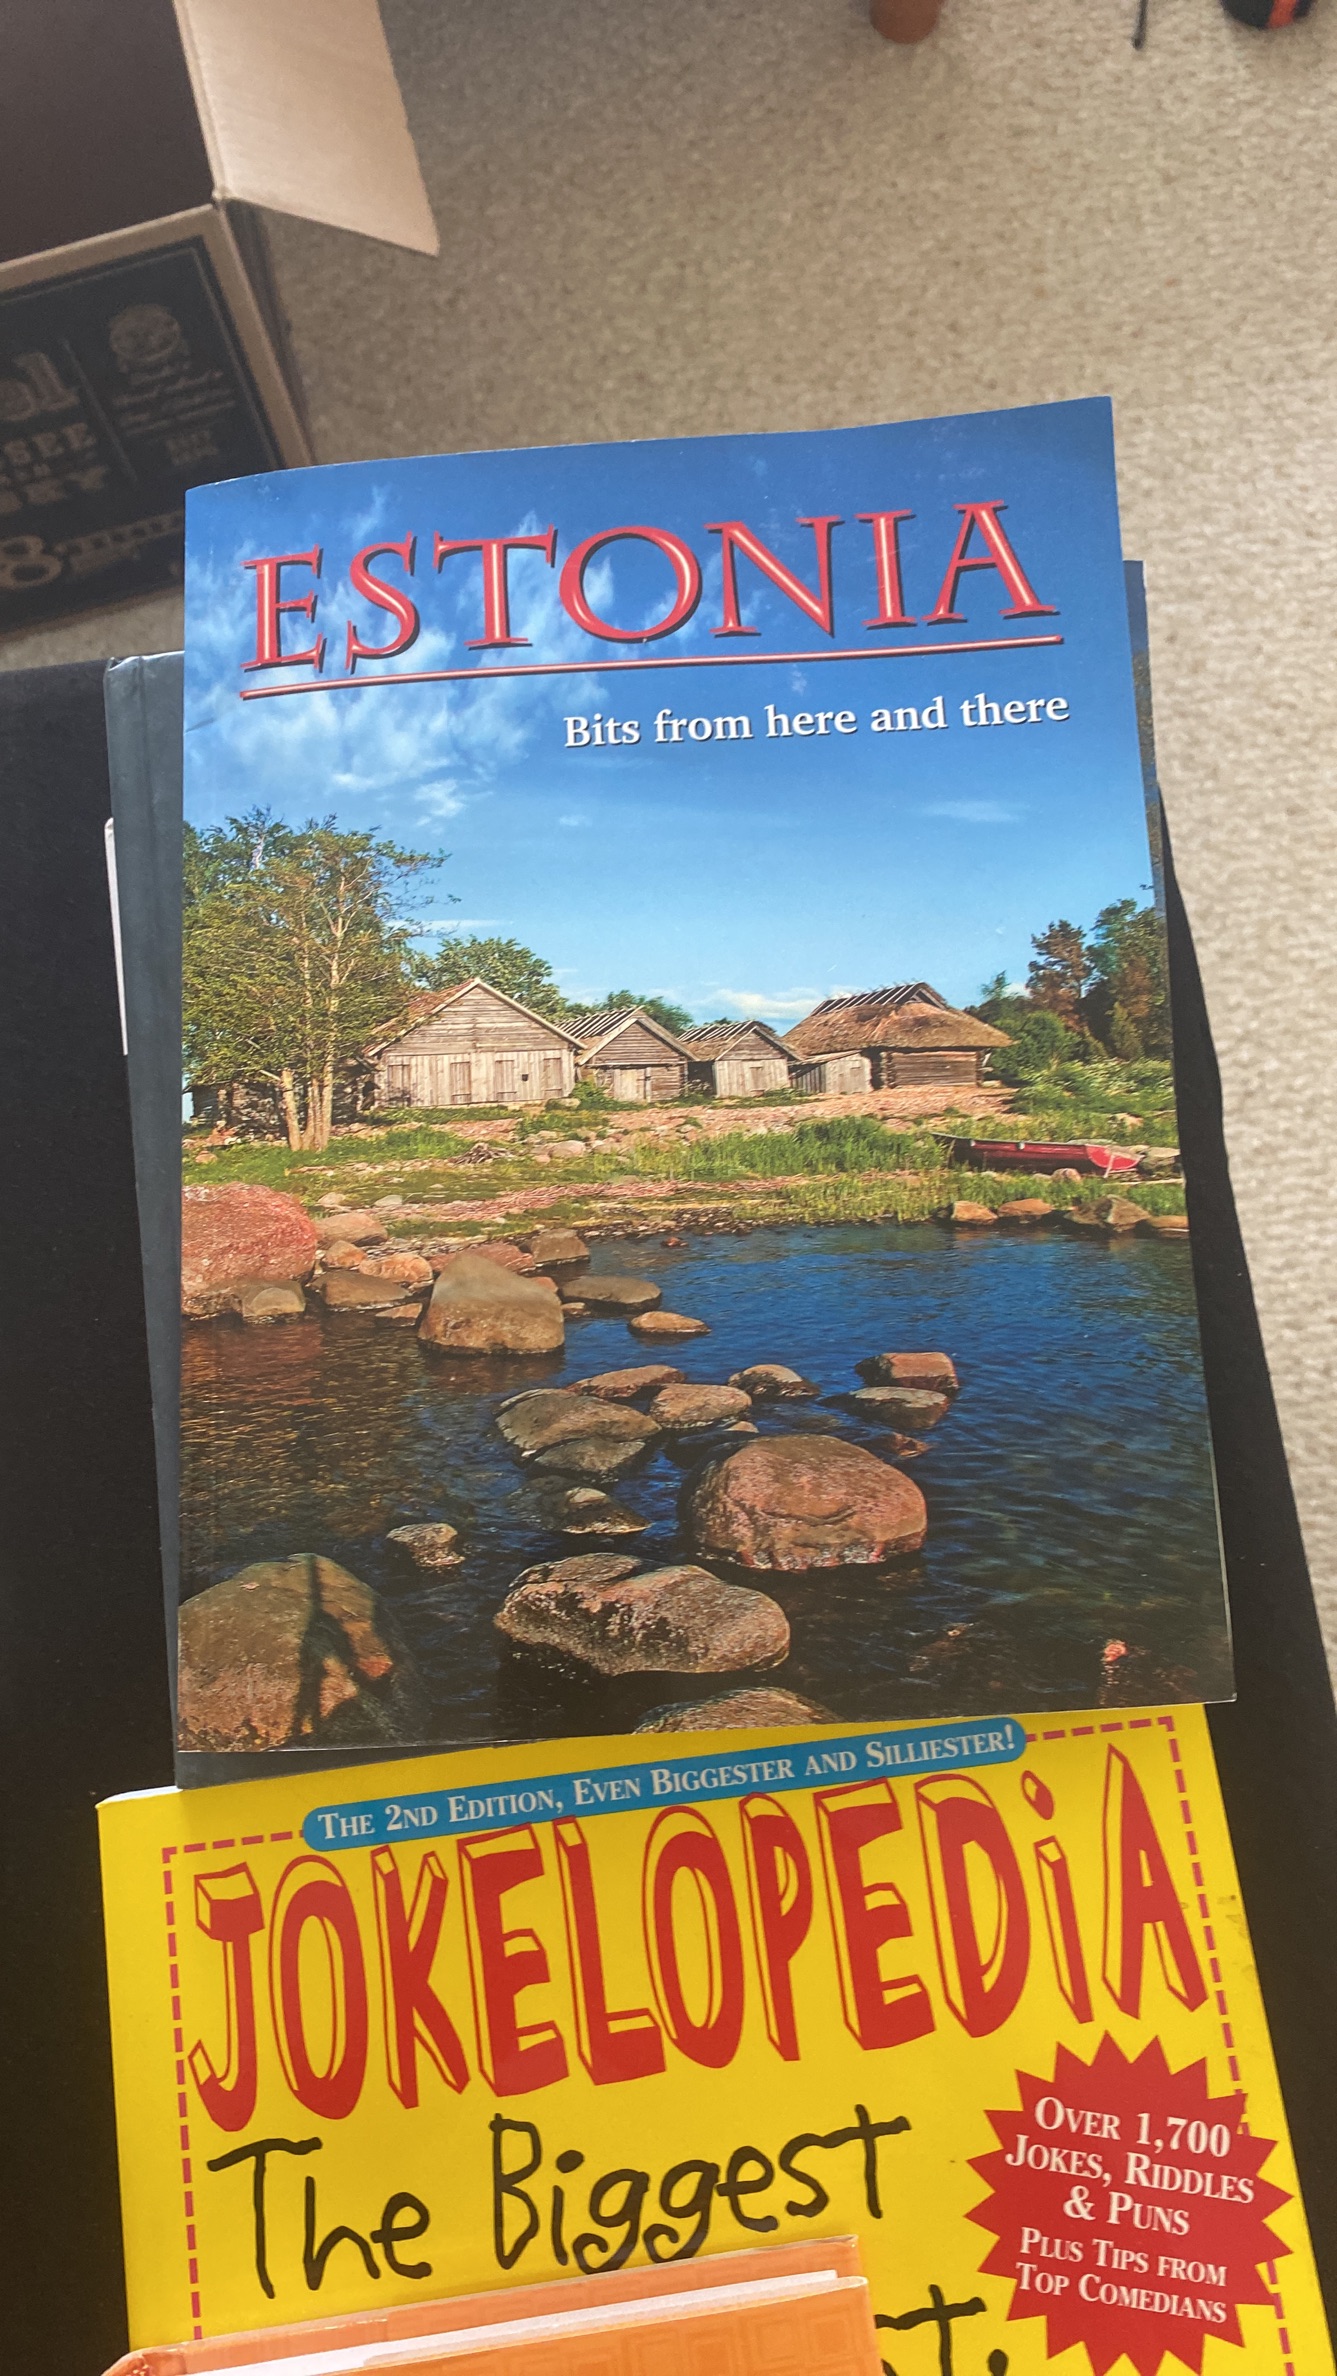 ESTONIA
Bits from here and there
THE 2ND EDITION, EVEN BIGGESTER AND SILLIESTER!
JOKELOPEDiA
The Biggest
OVER 1,700
JOKES, RIDDLES
& PUNS
PLUS TIPS FROM
TOP COMEDIANS